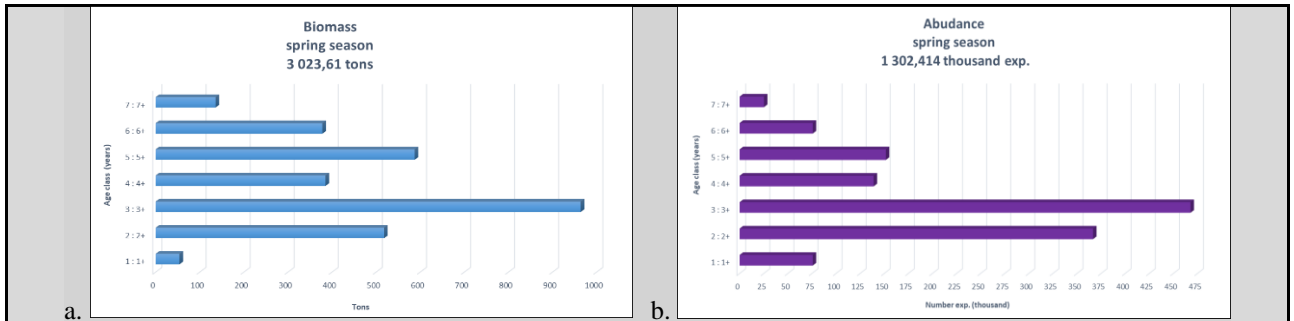 Biomass
spring season
3 023,61 tons
Age class (years)
7 : 7+
6 : 6+
5 : 5+
4 : 4+
3 : 3+
2 : 2+
1 : 1+
0 100 200 300 400 500 600 700 800 900 1000
Tons
a.
Abudance
spring season
1 302,414 thousand exp.
Age class (years)
7 : 7+
6 : 6+
5 : 5+
4 : 4+
3 : 3+
2 : 2+
1 : 1+
0 25 50 75 100 125 150 175 200 225 250 275 300 325 350 375 400 425 450 475
Number exp. (thousand)
b.